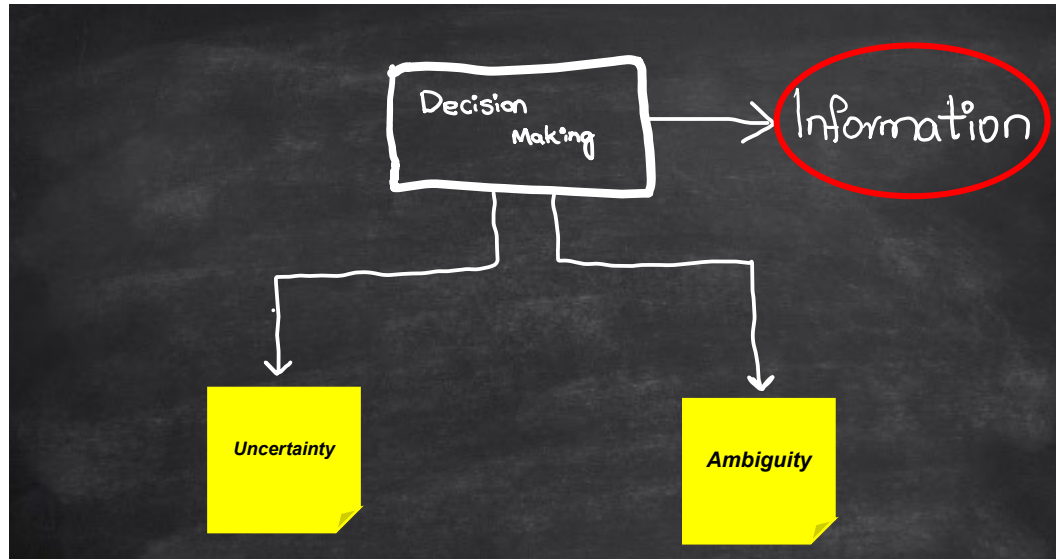 Decision
Making
Information
Uncertainty
Ambiguity